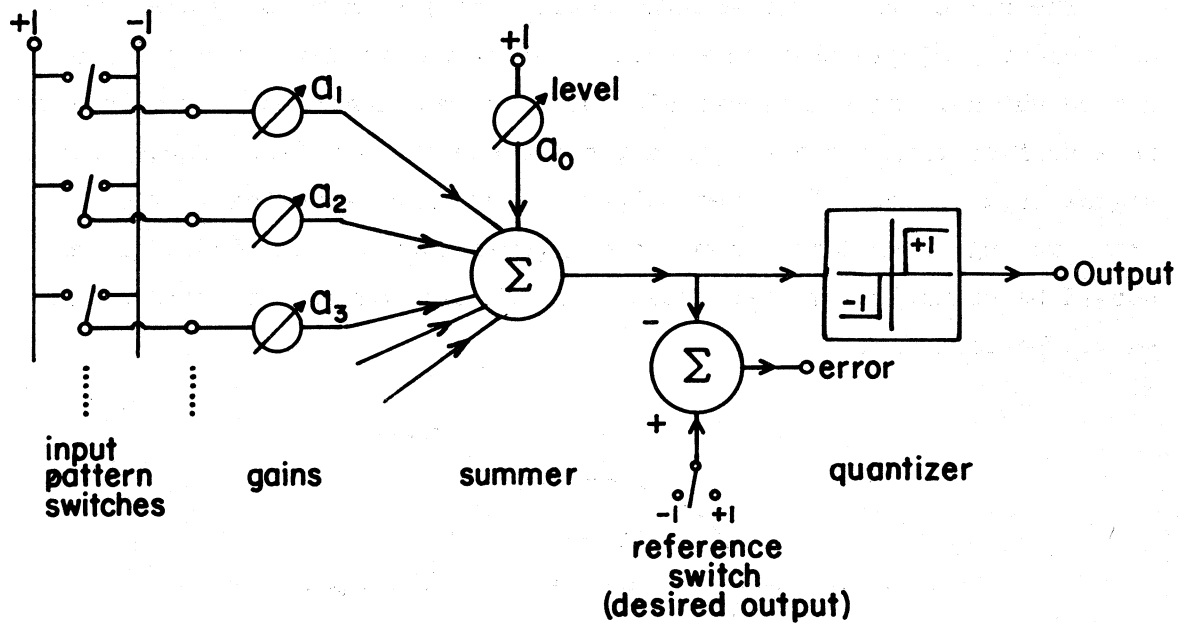 +1
-1
+1
a1
level
a0
a2
a3
Σ
+1
-1
Output
-
Σ
error
+
input
pattern
switches
gains
summer
quantizer
-1
+1
reference
switch
(desired output)